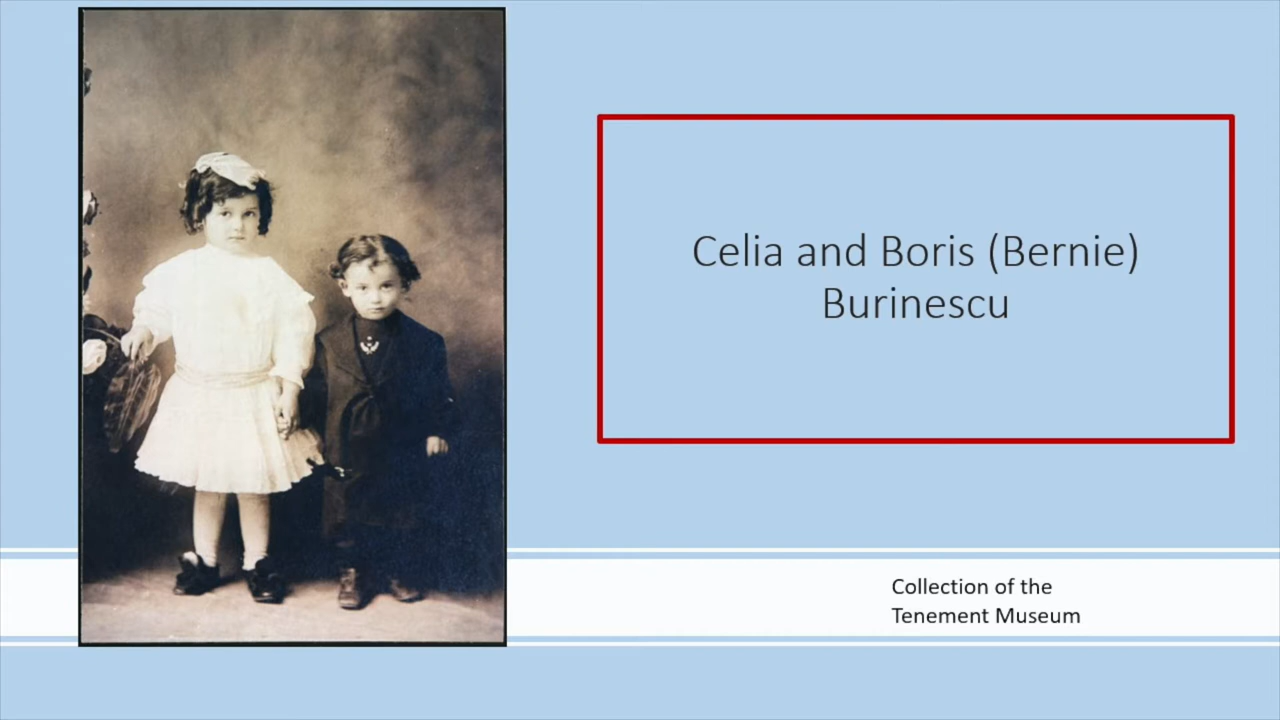 Celia and Boris (Bernie)
Burinescu
Collection of the
Tenement Museum